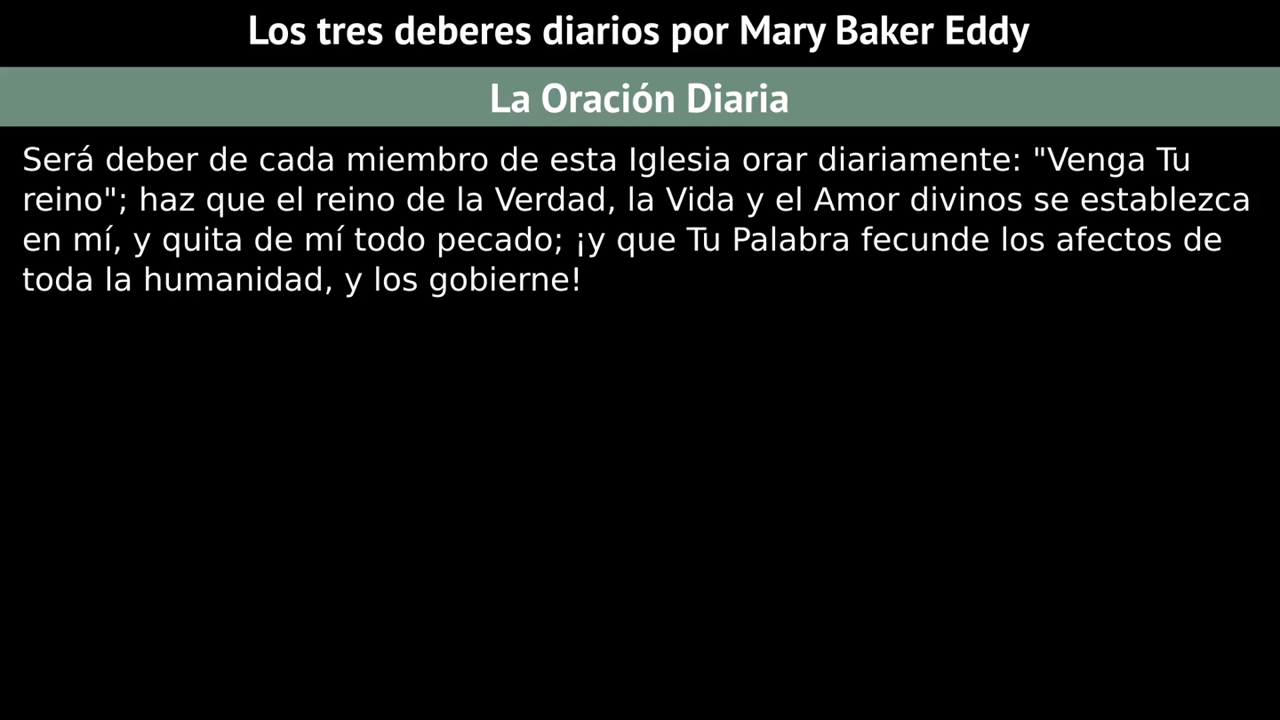 Los tres deberes diarios por Mary Baker Eddy
La Oración Diaria
Será deber de cada miembro de esta Iglesia orar diariamente: "Venga Tu
reino"; haz que el reino de la Verdad, la Vida y el Amor divinos se establezca
en mí, y quita de mí todo pecado; ¡y que Tu Palabra fecunde los afectos de
toda la humanidad, y los gobierne!